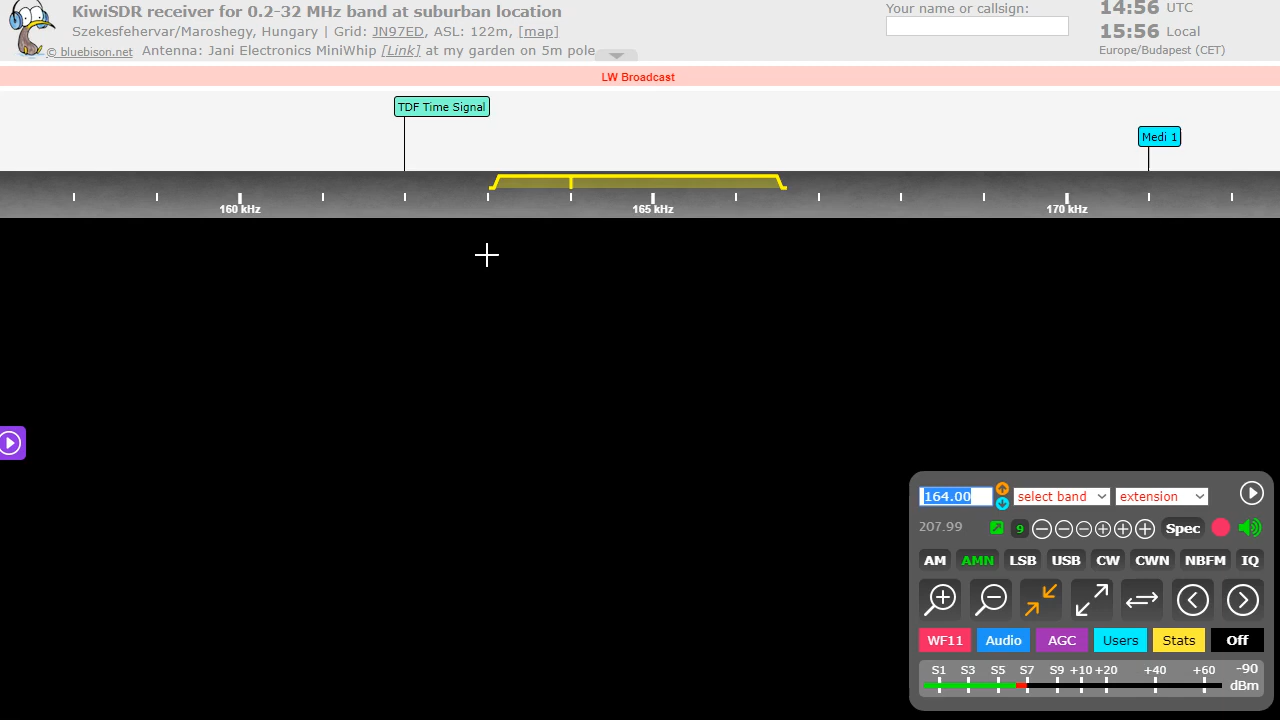 KiwiSDR receiver for 0.2-32 MHz band at suburban location
Szekesfehervar/Maroshegy, Hungary | Grid: JN97ED, ASL: 122m, [map]
© bluebison.net Antenna: Jani Electronics MiniWhip [Link] at my garden on 5m pole
Your name or callsign:
14:56 UTC
15:56 Local
Europe/Budapest (CET)
LW Broadcast
TDF Time Signal
Medi 1
160 kHz 165 kHz 170 kHz
164.00 select band extension
207.99 9 Spec
AM AMN LSB USB CW CWN NBFM IQ
WF11 Audio AGC Users Stats Off
S1 S3 S5 S7 S9 +10 +20 +40 +60 -90
dBm